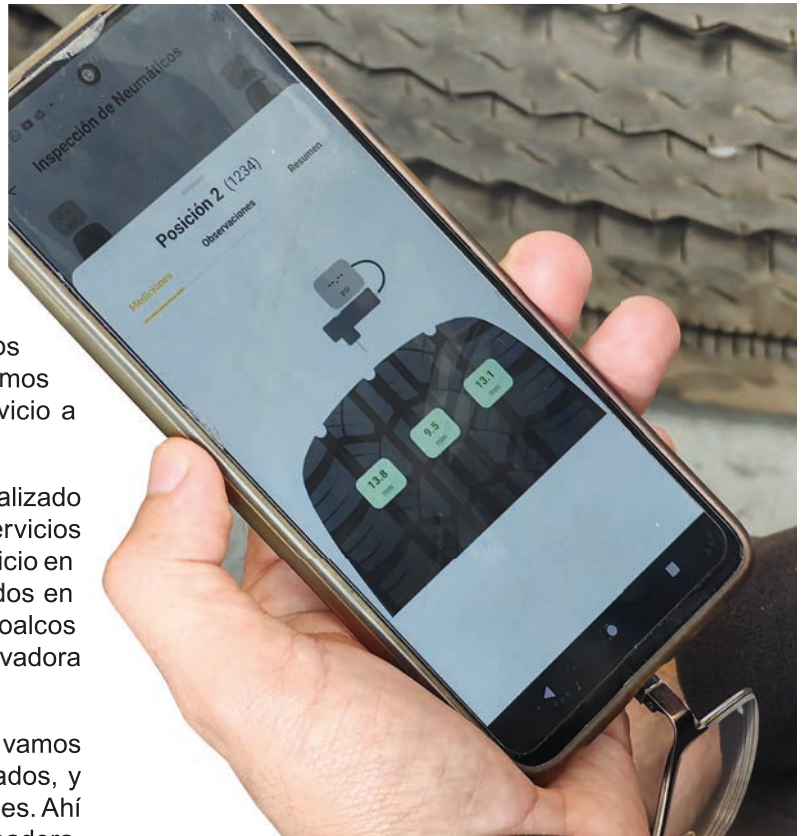 Inspección de Neumáticos
Posición 2 (1234)
Mediciones
Observaciones
Resumen
--.--
psi
13.8
mm
9.5
mm
13.1
mm
os
mos
vicio a
alizado
ervicios
icio en
dos en
oalcos
vadora
vamos
ados, y
es. Ahí